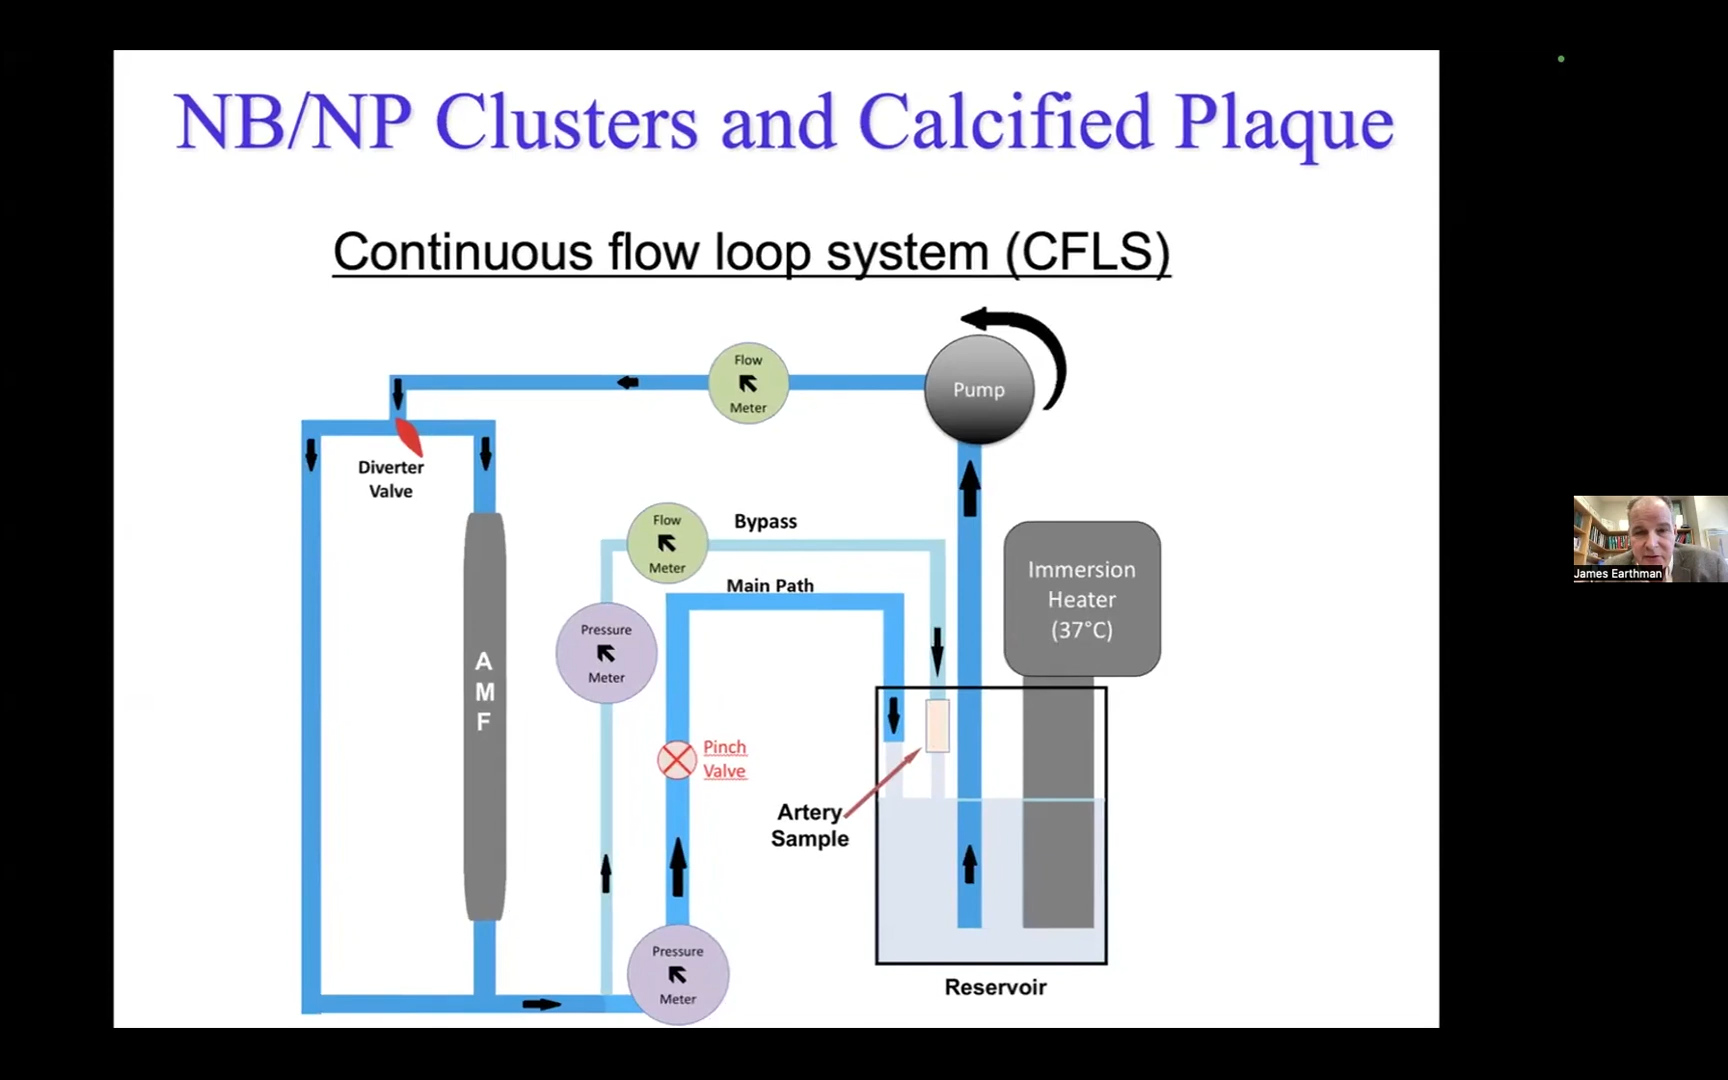 NB/NP Clusters and Calcified Plaque
Continuous flow loop system (CFLS)
Flow
Meter
Pump
Diverter
Valve
Flow
Meter
Bypass
Main Path
Immersion
Heater
(37°C)
Pressure
Meter
A
M
F
Pinch
Valve
Artery
Sample
Pressure
Meter
Reservoir
James Earthman